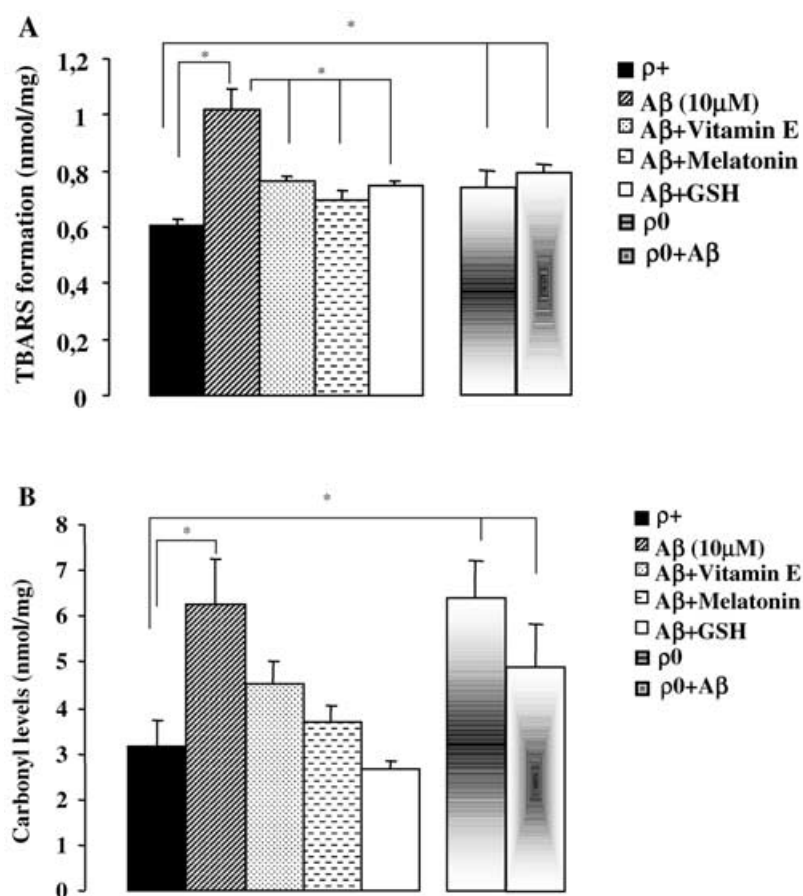 A
*
*
*
TBARS formation (nmol/mg)
1,2
1
0,8
0,6
0,4
0,2
0
ρ+
Aβ (10μM)
Aβ+Vitamin E
Aβ+Melatonin
Aβ+GSH
ρ0
ρ0+Aβ
B
*
*
Carbonyl levels (nmol/mg)
8
7
6
5
4
3
2
1
0
ρ+
Aβ (10μM)
Aβ+Vitamin E
Aβ+Melatonin
Aβ+GSH
ρ0
ρ0+Aβ